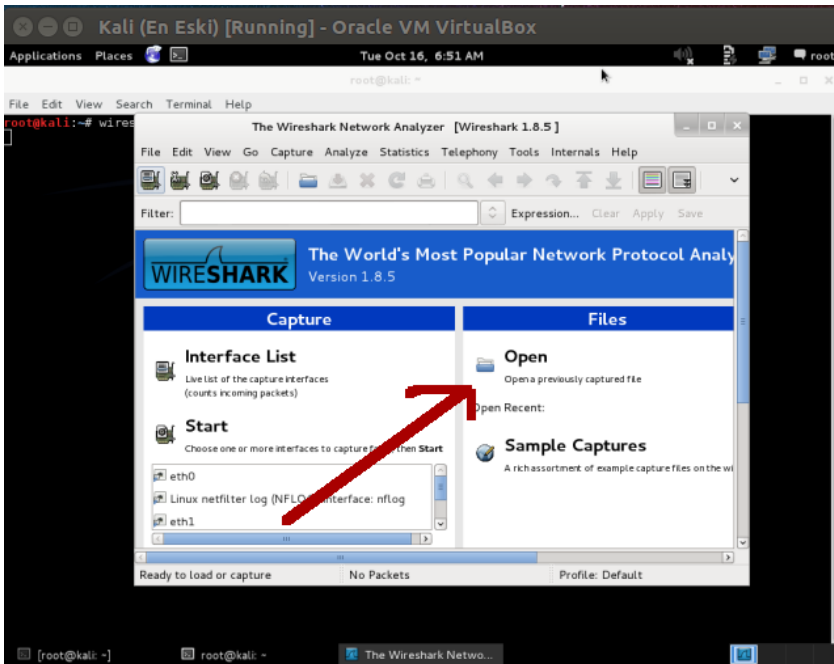 Kali (En Eski) [Running] - Oracle VM VirtualBox
Applications Places Tue Oct 16, 6:51 AM root
root@kali: ~
File Edit View Search Terminal Help
root@kali:~# wires
The Wireshark Network Analyzer [Wireshark 1.8.5 ]
File Edit View Go Capture Analyze Statistics Telephony Tools Internals Help
Filter: Expression... Clear Apply Save
WIRESHARK
The World's Most Popular Network Protocol Analy
Version 1.8.5
Capture
Interface List
Live list of the capture interfaces
(counts incoming packets)
Start
Choose one or more interfaces to capture then Start
eth0
Linux netfilter log interface: nflog
eth1
Files
Open
Open a previously captured file
Open Recent:
Sample Captures
A rich assortment of example capture files on the wi
Ready to load or capture No Packets Profile: Default
[root@kali: ~] root@kali: ~ The Wireshark Netwo...